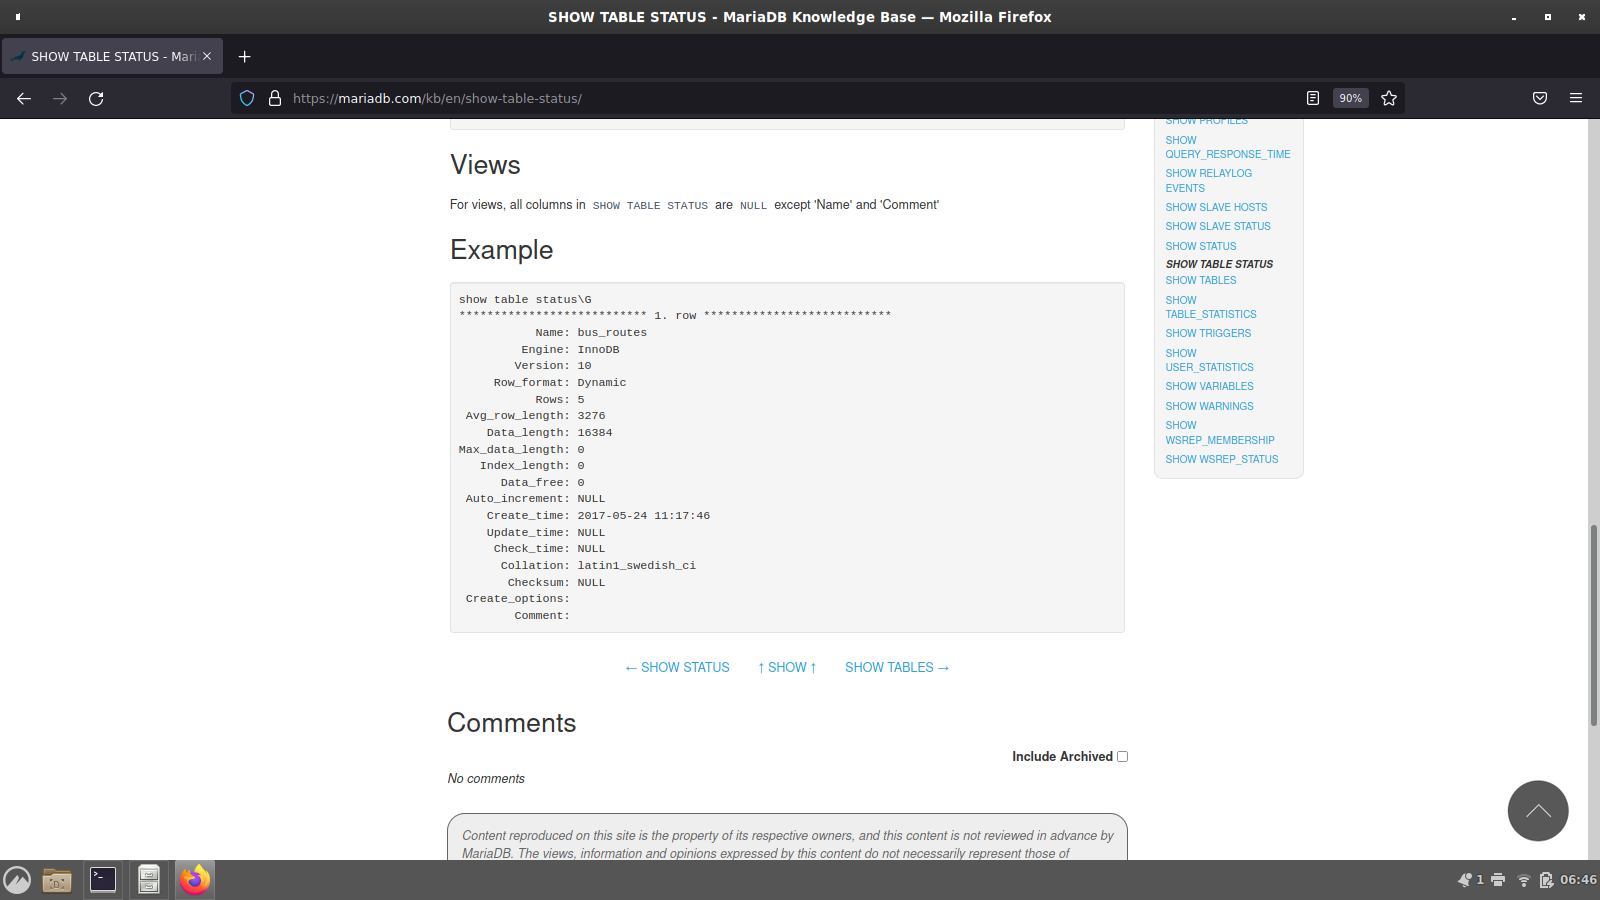 SHOW TABLE STATUS - MariaDB Knowledge Base — Mozilla Firefox
SHOW TABLE STATUS - Mari
https://mariadb.com/kb/en/show-table-status/
90%
Views
For views, all columns in SHOW TABLE STATUS are NULL except 'Name' and 'Comment'
Example
show table status\G
*************************** 1. row ***************************
Name: bus_routes
Engine: InnoDB
Version: 10
Row_format: Dynamic
Rows: 5
Avg_row_length: 3276
Data_length: 16384
Max_data_length: 0
Index_length: 0
Data_free: 0
Auto_increment: NULL
Create_time: 2017-05-24 11:17:46
Update_time: NULL
Check_time: NULL
Collation: latin1_swedish_ci
Checksum: NULL
Create_options:
Comment:
← SHOW STATUS ↑ SHOW ↑ SHOW TABLES →
Comments
Include Archived
No comments
Content reproduced on this site is the property of its respective owners, and this content is not reviewed in advance by
MariaDB. The views, information and opinions expressed by this content do not necessarily represent those of
SHOW PROFILES
SHOW
QUERY_RESPONSE_TIME
SHOW RELAYLOG
EVENTS
SHOW SLAVE HOSTS
SHOW SLAVE STATUS
SHOW STATUS
SHOW TABLE STATUS
SHOW TABLES
SHOW
TABLE_STATISTICS
SHOW TRIGGERS
SHOW
USER_STATISTICS
SHOW VARIABLES
SHOW WARNINGS
SHOW
WSREP_MEMBERSHIP
SHOW WSREP_STATUS
1
06:46